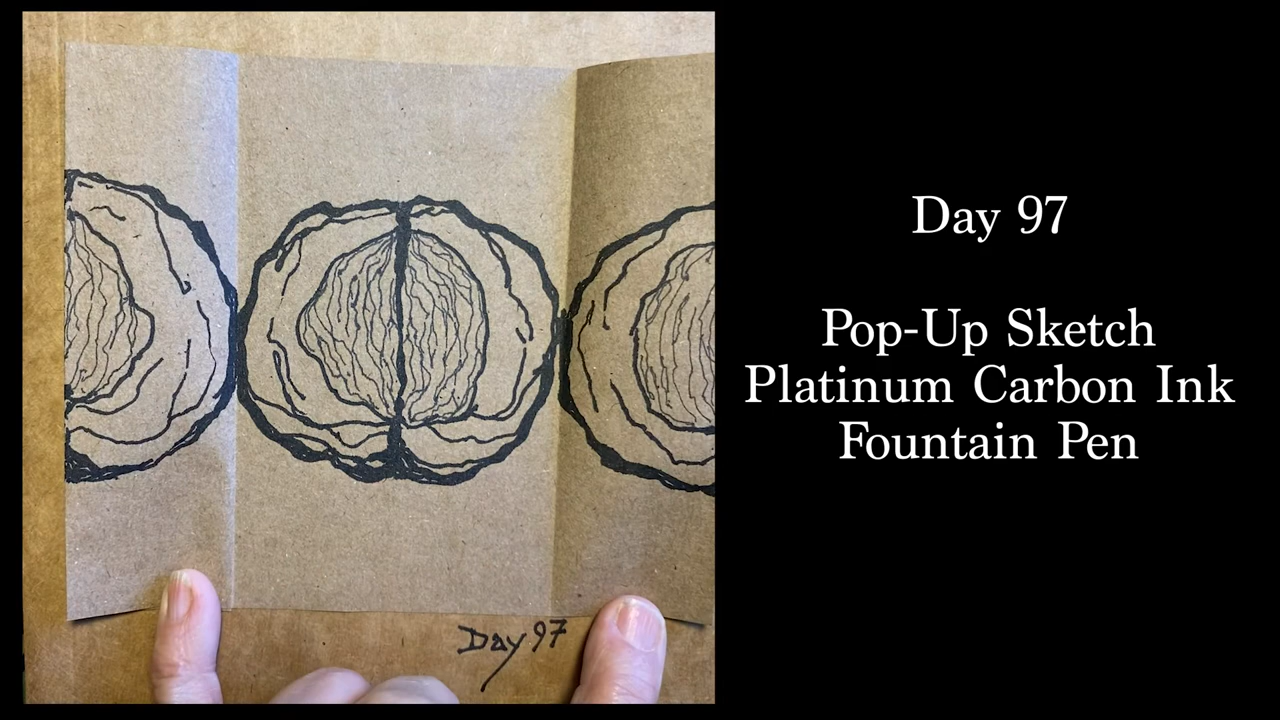 Day 97
Day 97
Pop-Up Sketch
Platinum Carbon Ink
Fountain Pen